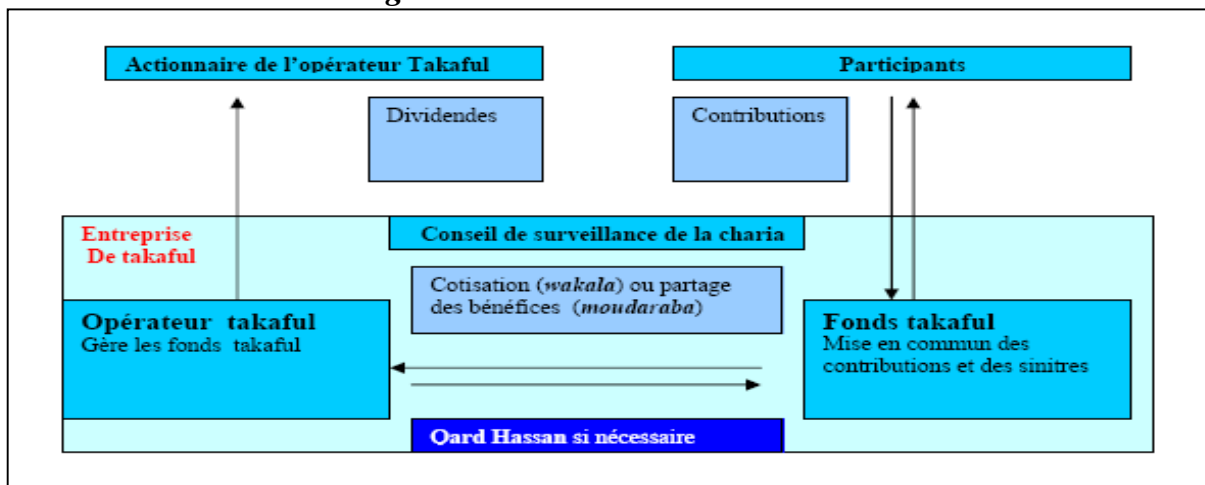 Actionnaire de l'opérateur Takaful
Participants
Dividendes
Contributions
Entreprise
De takaful
Conseil de surveillance de la charia
Cotisation (wakala) ou partage
des bénéfices (moudaraba)
Opérateur takaful
Gère les fonds takaful
Fonds takaful
Mise en commun des
contributions et des sinitres
Qard Hassan si nécessaire